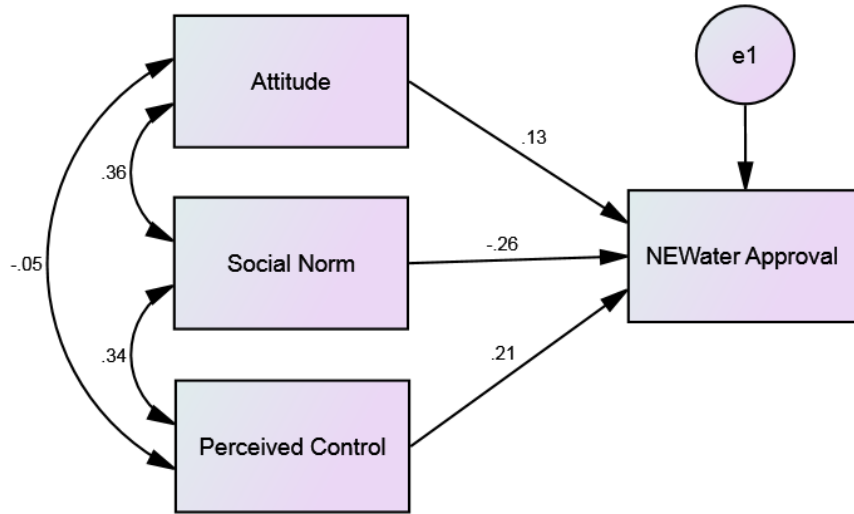 e1
Attitude
.13
.36
-.05
Social Norm
-.26
NEWater Approval
.34
.21
Perceived Control